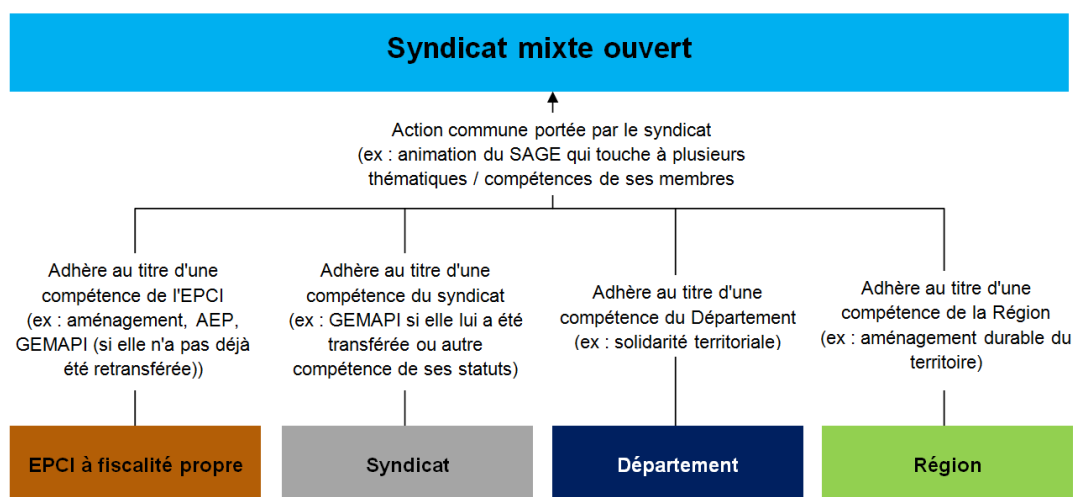 Syndicat mixte ouvert
Action commune portée par le syndicat
(ex : animation du SAGE qui touche à plusieurs
thématiques / compétences de ses membres
Adhère au titre d'une
compétence de l'EPCI
(ex : aménagement, AEP,
GEMAPI (si elle n'a pas déjà
été retransférée))
Adhère au titre d'une
compétence du syndicat
(ex : GEMAPI si elle lui a été
transférée ou autre
compétence de ses statuts)
Adhère au titre d'une
compétence du Département
(ex : solidarité territoriale)
Adhère au titre d'une
compétence de la Région
(ex : aménagement durable du
territoire)
EPCI à fiscalité propre
Syndicat
Département
Région